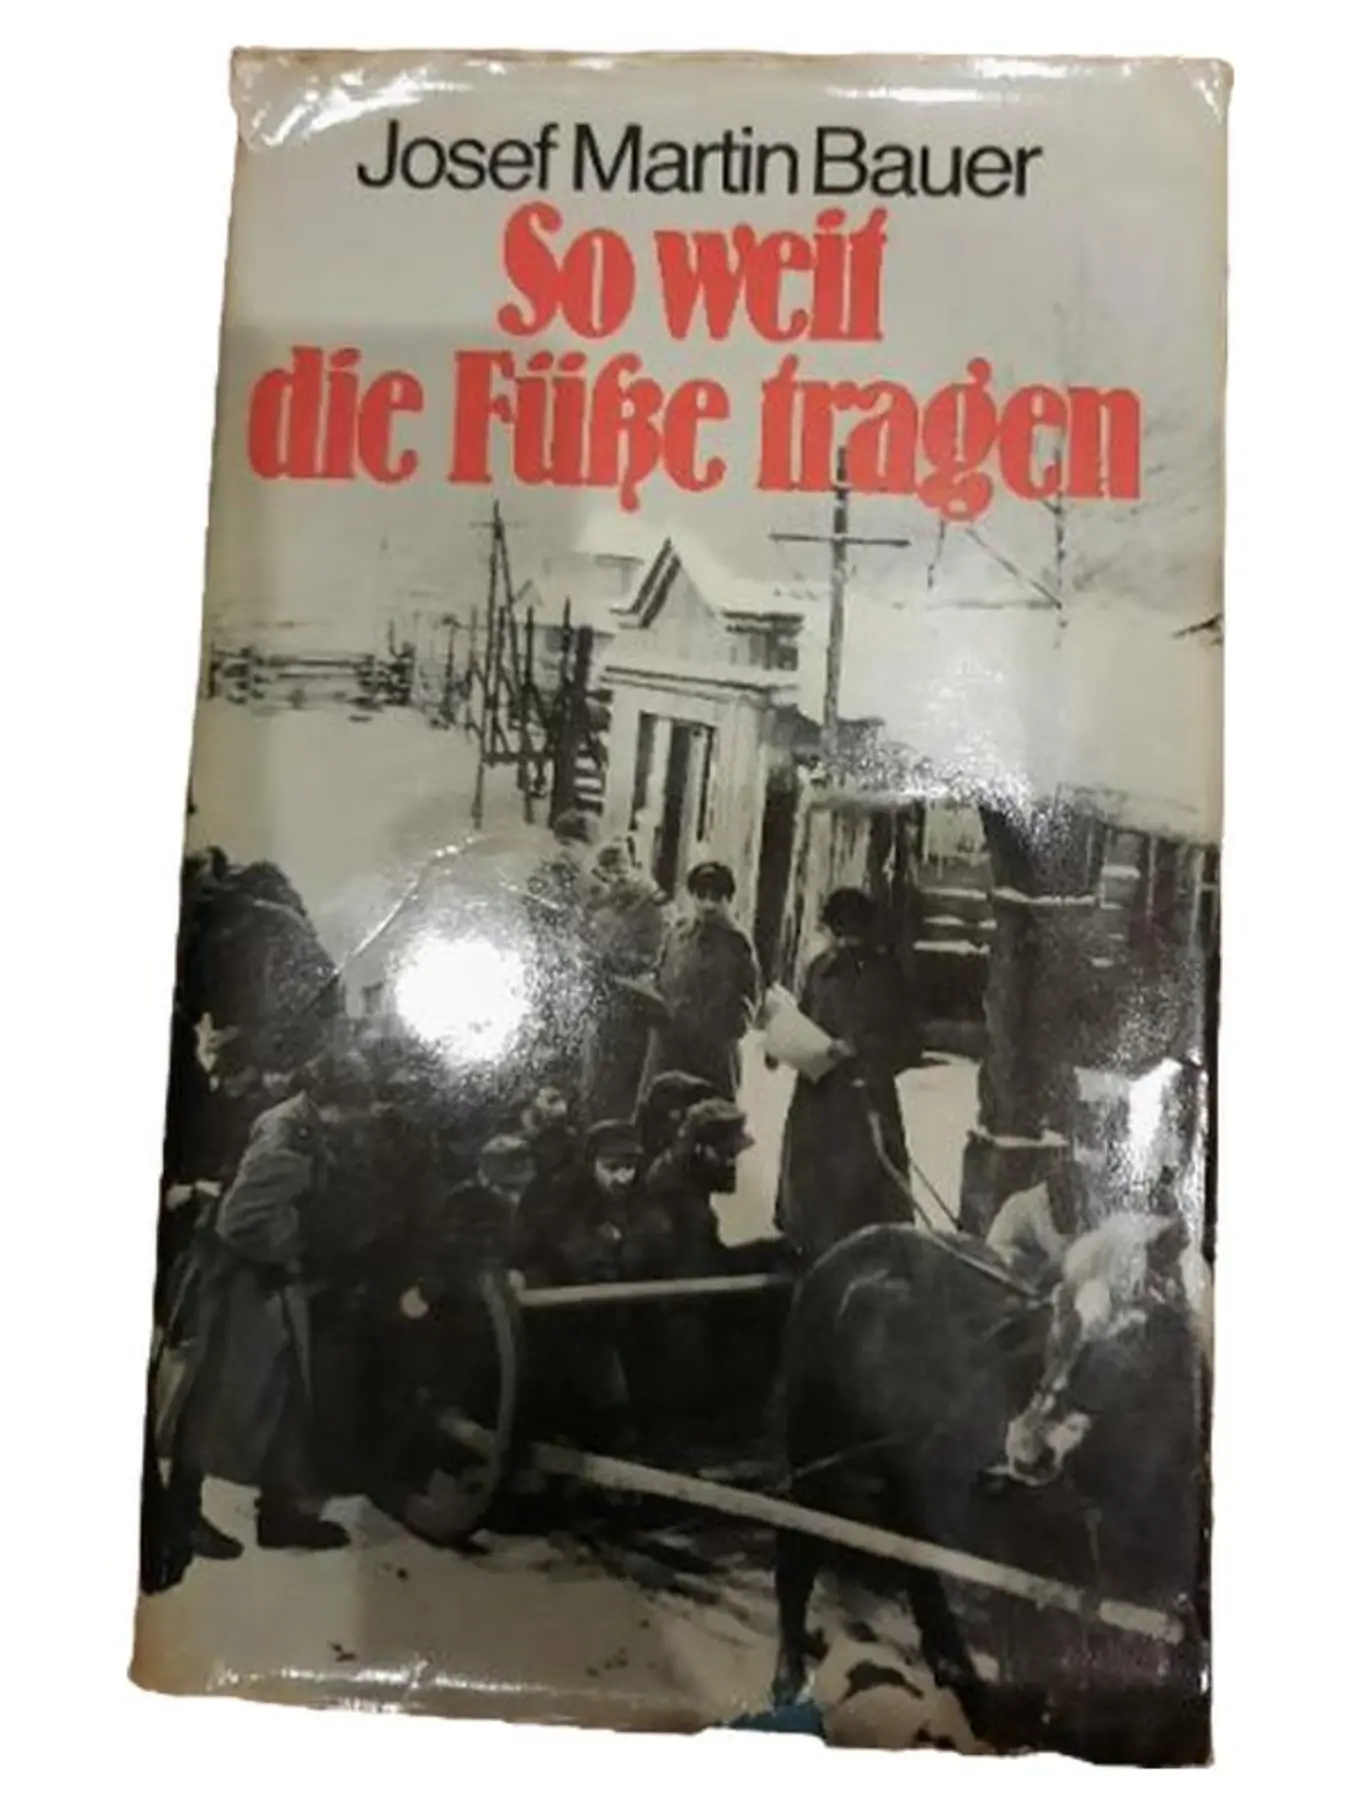 Josef Martin Bauer
So weit
die Füße tragen